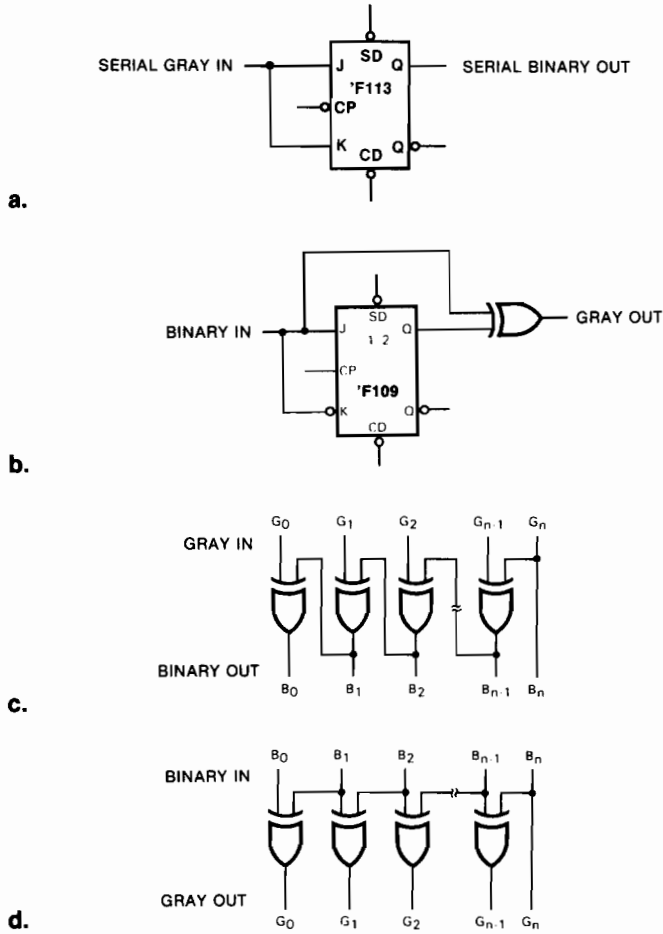 SD
SERIAL GRAY IN J Q SERIAL BINARY OUT
'F113
CP
K Q
CD
a.
SD
BINARY IN J Q GRAY OUT
1 2
CP
'F109
K Q
CD
b.
G0 G1 G2 Gn-1 Gn
GRAY IN
BINARY OUT
B0 B1 B2 Bn-1 Bn
c.
B0 B1 B2 Bn-1 Bn
BINARY IN
GRAY OUT
G0 G1 G2 Gn-1 Gn
d.